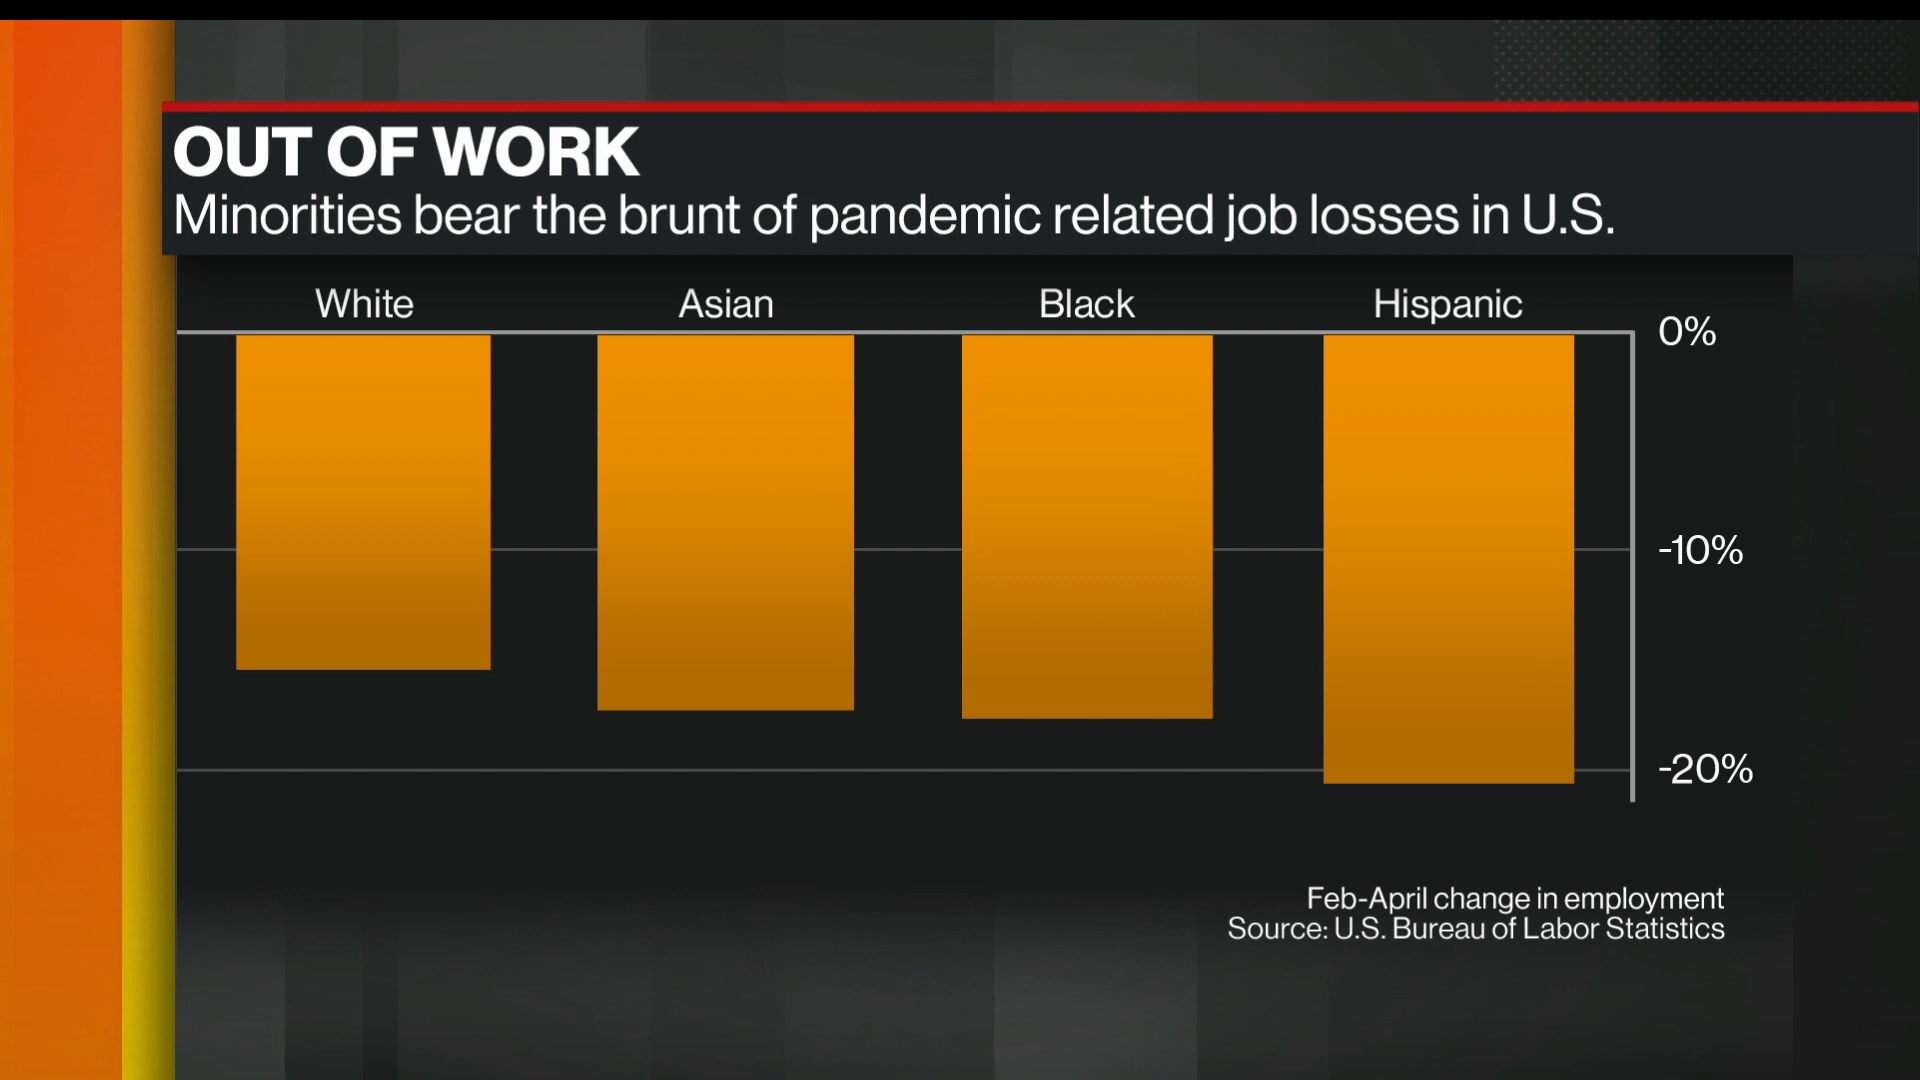 OUT OF WORK
Minorities bear the brunt of pandemic related job losses in U.S.
White
Asian
Black
Hispanic
0%
-10%
-20%
Feb-April change in employment
Source: U.S. Bureau of Labor Statistics